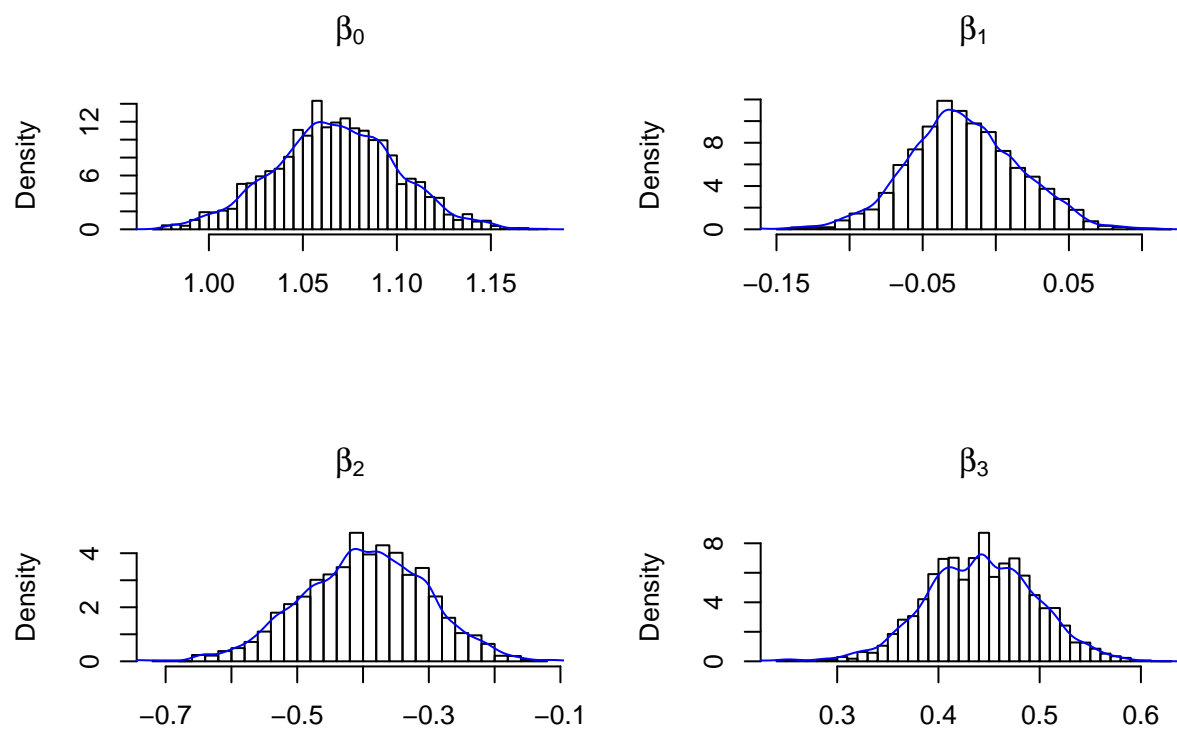 β₀
Density
0 6 12
1.00 1.05 1.10 1.15
β₁
Density
0 4 8
−0.15 −0.05 0.05
β₂
Density
0 2 4
−0.7 −0.5 −0.3 −0.1
β₃
Density
0 4 8
0.3 0.4 0.5 0.6